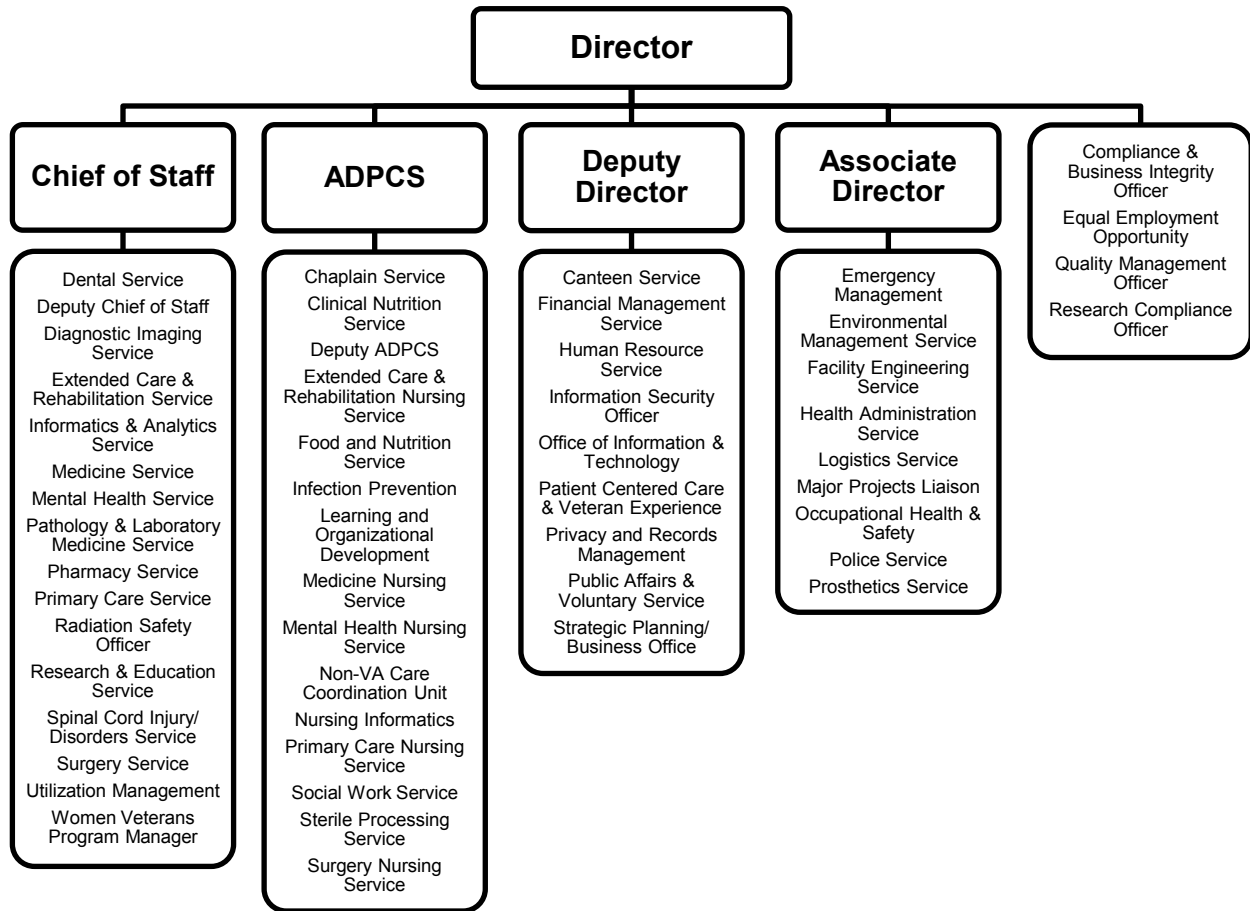 Director
Chief of Staff
Dental Service
Deputy Chief of Staff
Diagnostic Imaging
Service
Extended Care &
Rehabilitation Service
Informatics & Analytics
Service
Medicine Service
Mental Health Service
Pathology & Laboratory
Medicine Service
Pharmacy Service
Primary Care Service
Radiation Safety
Officer
Research & Education
Service
Spinal Cord Injury/
Disorders Service
Surgery Service
Utilization Management
Women Veterans
Program Manager
ADPCS
Chaplain Service
Clinical Nutrition
Service
Deputy ADPCS
Extended Care &
Rehabilitation Nursing
Service
Food and Nutrition
Service
Infection Prevention
Learning and
Organizational
Development
Medicine Nursing
Service
Mental Health Nursing
Service
Non-VA Care
Coordination Unit
Nursing Informatics
Primary Care Nursing
Service
Social Work Service
Sterile Processing
Service
Surgery Nursing
Service
Deputy
Director
Canteen Service
Financial Management
Service
Human Resource
Service
Information Security
Officer
Office of Information &
Technology
Patient Centered Care
& Veteran Experience
Privacy and Records
Management
Public Affairs &
Voluntary Service
Strategic Planning/
Business Office
Associate
Director
Emergency
Management
Environmental
Management Service
Facility Engineering
Service
Health Administration
Service
Logistics Service
Major Projects Liaison
Occupational Health &
Safety
Police Service
Prosthetics Service
Compliance &
Business Integrity
Officer
Equal Employment
Opportunity
Quality Management
Officer
Research Compliance
Officer